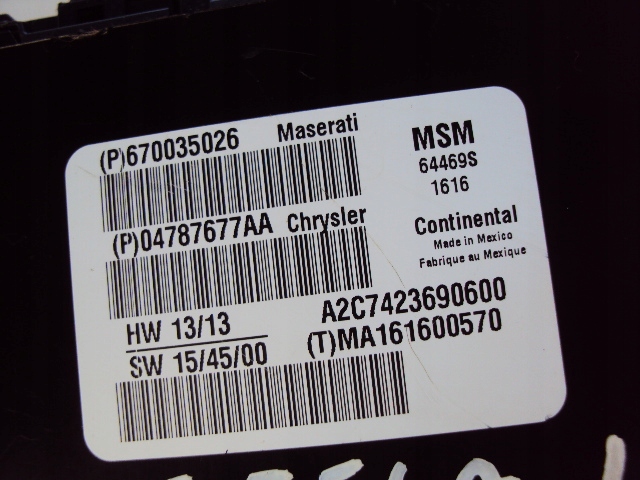 (P)670035026 Maserati
(P)04787677AA Chrysler
HW 13/13
SW 15/45/00
MSM
64469S
1616
Continental
Made in Mexico
Fabrique au Mexique
A2C7423690600
(T)MA161600570